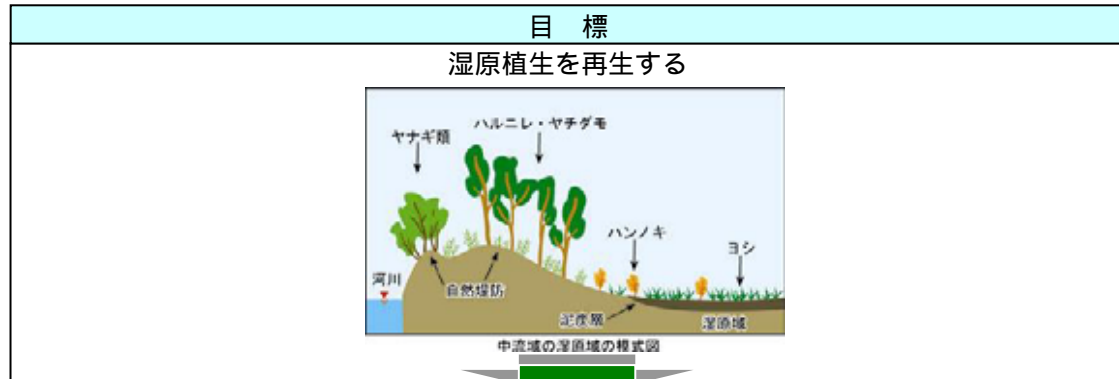 目 標
湿原植生を再生する
ハルニレ・ヤチダモ
ヤナギ類
ハンノキ
ヨシ
河川
自然堤防
泥炭層
湿原域
中流域の湿原域の模式図